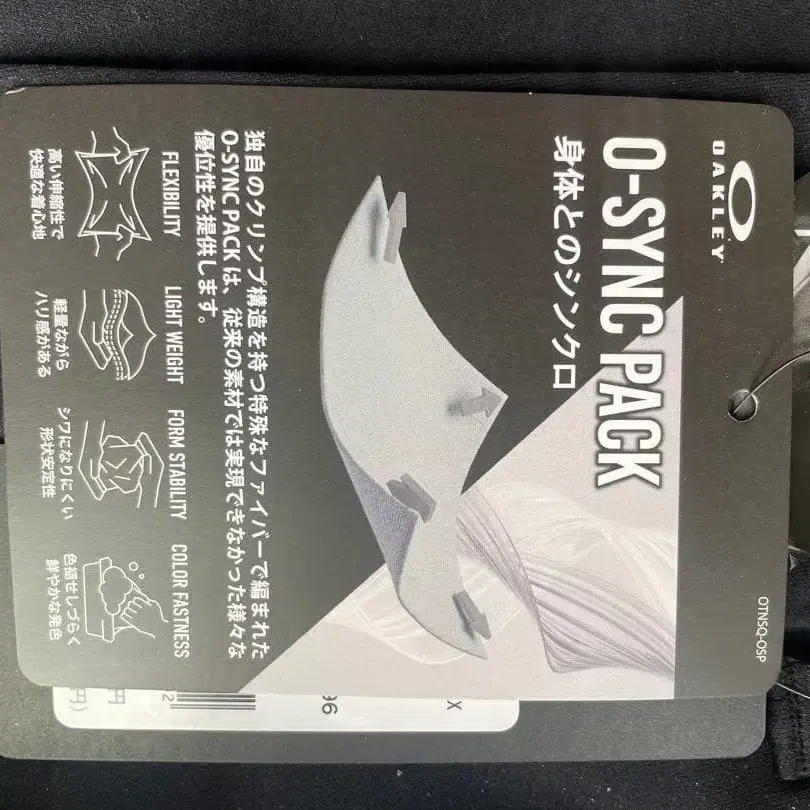 OAKLEY
O-SYNC PACK
身体とのシンクロ
独自のクリンプ構造を持つ特殊なファイバーで編まれた
O-SYNC PACK は、従来の素材では実現できなかった様々な
優位性を提供します。
FLEXIBILITY
高い伸縮性で
快適な着心地
LIGHT WEIGHT
軽量ながら
ハリ感がある
FORM STABILITY
シワになりにくい
形状安定性
COLOR FASTNESS
色褪せしづらく
鮮やかな発色
OTNSQ-OSP
X
96
2
円
円)